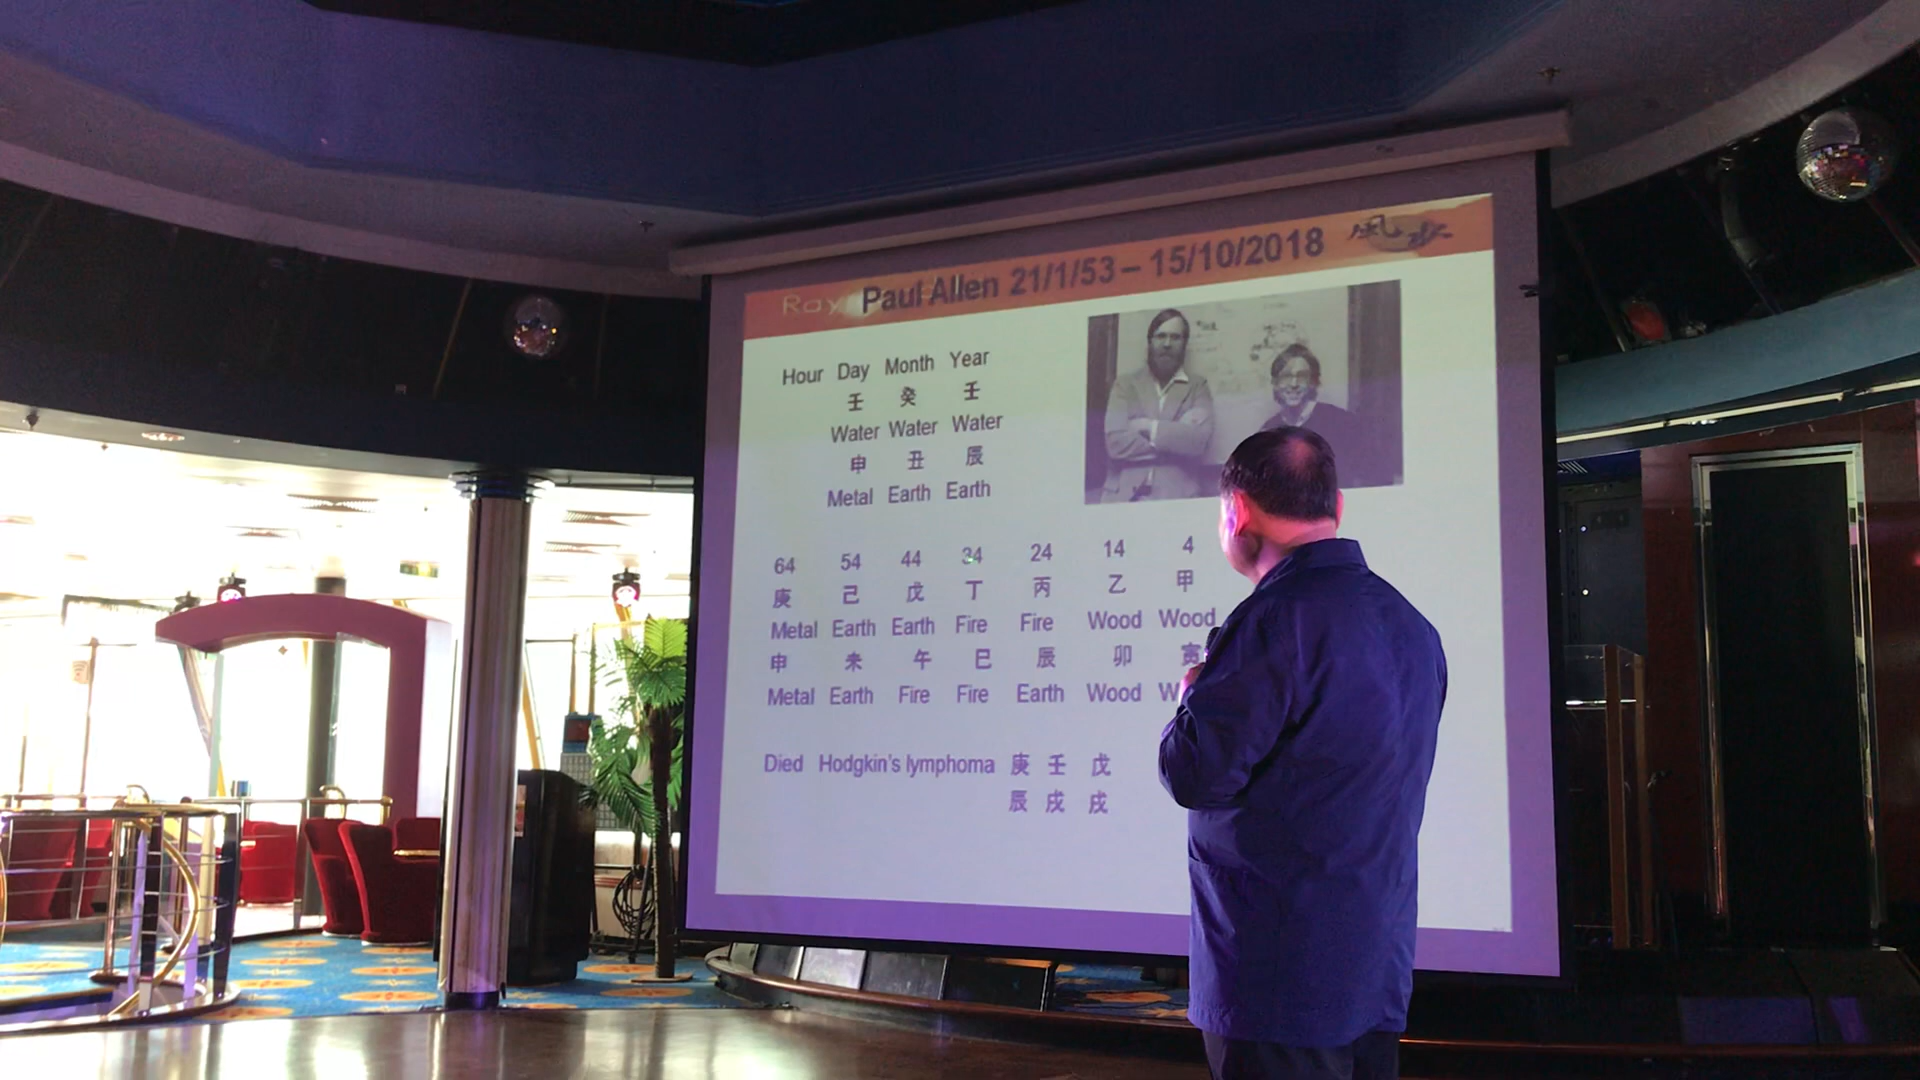 Ray Paul Allen 21/1/53 – 15/10/2018 風水
Hour Day Month Year
壬 癸 壬
Water Water Water
申 丑 辰
Metal Earth Earth
64 54 44 34 24 14 4
庚 己 戊 丁 丙 乙 甲
Metal Earth Earth Fire Fire Wood Wood
申 未 午 巳 辰 卯 寅
Metal Earth Fire Fire Earth Wood
Died Hodgkin's lymphoma 庚 壬 戊
辰 戌 戌